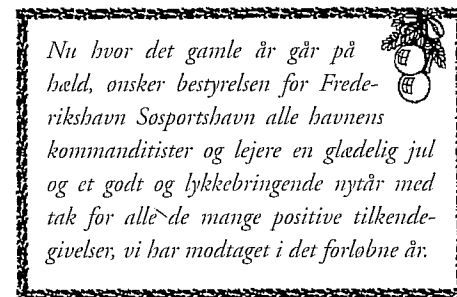 Nu hvor det gamle år går på
hæld, ønsker bestyrelsen for Frede-
rikshavn Søsportshavn alle havnens
kommanditister og lejere en glædelig jul
og et godt og lykkebringende nytår med
tak for alle de mange positive tilkende-
givelser, vi har modtaget i det forløbne år.